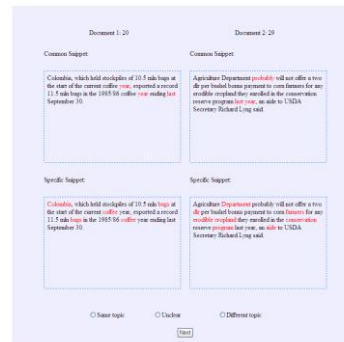 Document 1: 20
Document 2: 29
Common Snippet:
Common Snippet:
Colombia, which held stockpiles of 10.5 mln bags at
the start of the current coffee year, exported a record
11.5 mln bags in the 1985/86 coffee year ending last
September 30.
Agriculture Department probably will not offer a two
dlr per bushel bonus payment to corn farmers for any
erodible cropland they enrolled in the conservation
reserve program last year, an aide to USDA
Secretary Richard Lyng said.
Specific Snippet:
Specific Snippet:
Colombia, which held stockpiles of 10.5 mln bags at
the start of the current coffee year, exported a record
11.5 mln bags in the 1985/86 coffee year ending last
September 30.
Agriculture Department probably will not offer a two
dlr per bushel bonus payment to corn farmers for any
erodible cropland they enrolled in the conservation
reserve program last year, an aide to USDA
Secretary Richard Lyng said.
Same topic
Unclear
Different topic
Next